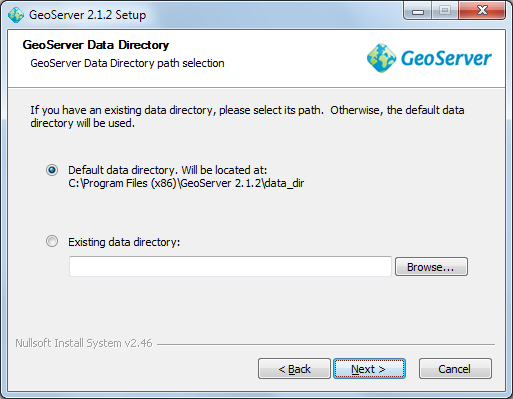 GeoServer 2.1.2 Setup
GeoServer Data Directory
GeoServer Data Directory path selection
GeoServer
If you have an existing data directory, please select its path.  Otherwise, the default data
directory will be used.
Default data directory. Will be located at:
C:\Program Files (x86)\GeoServer 2.1.2\data_dir
Existing data directory:
Browse...
Nullsoft Install System v2.46
< Back
Next >
Cancel